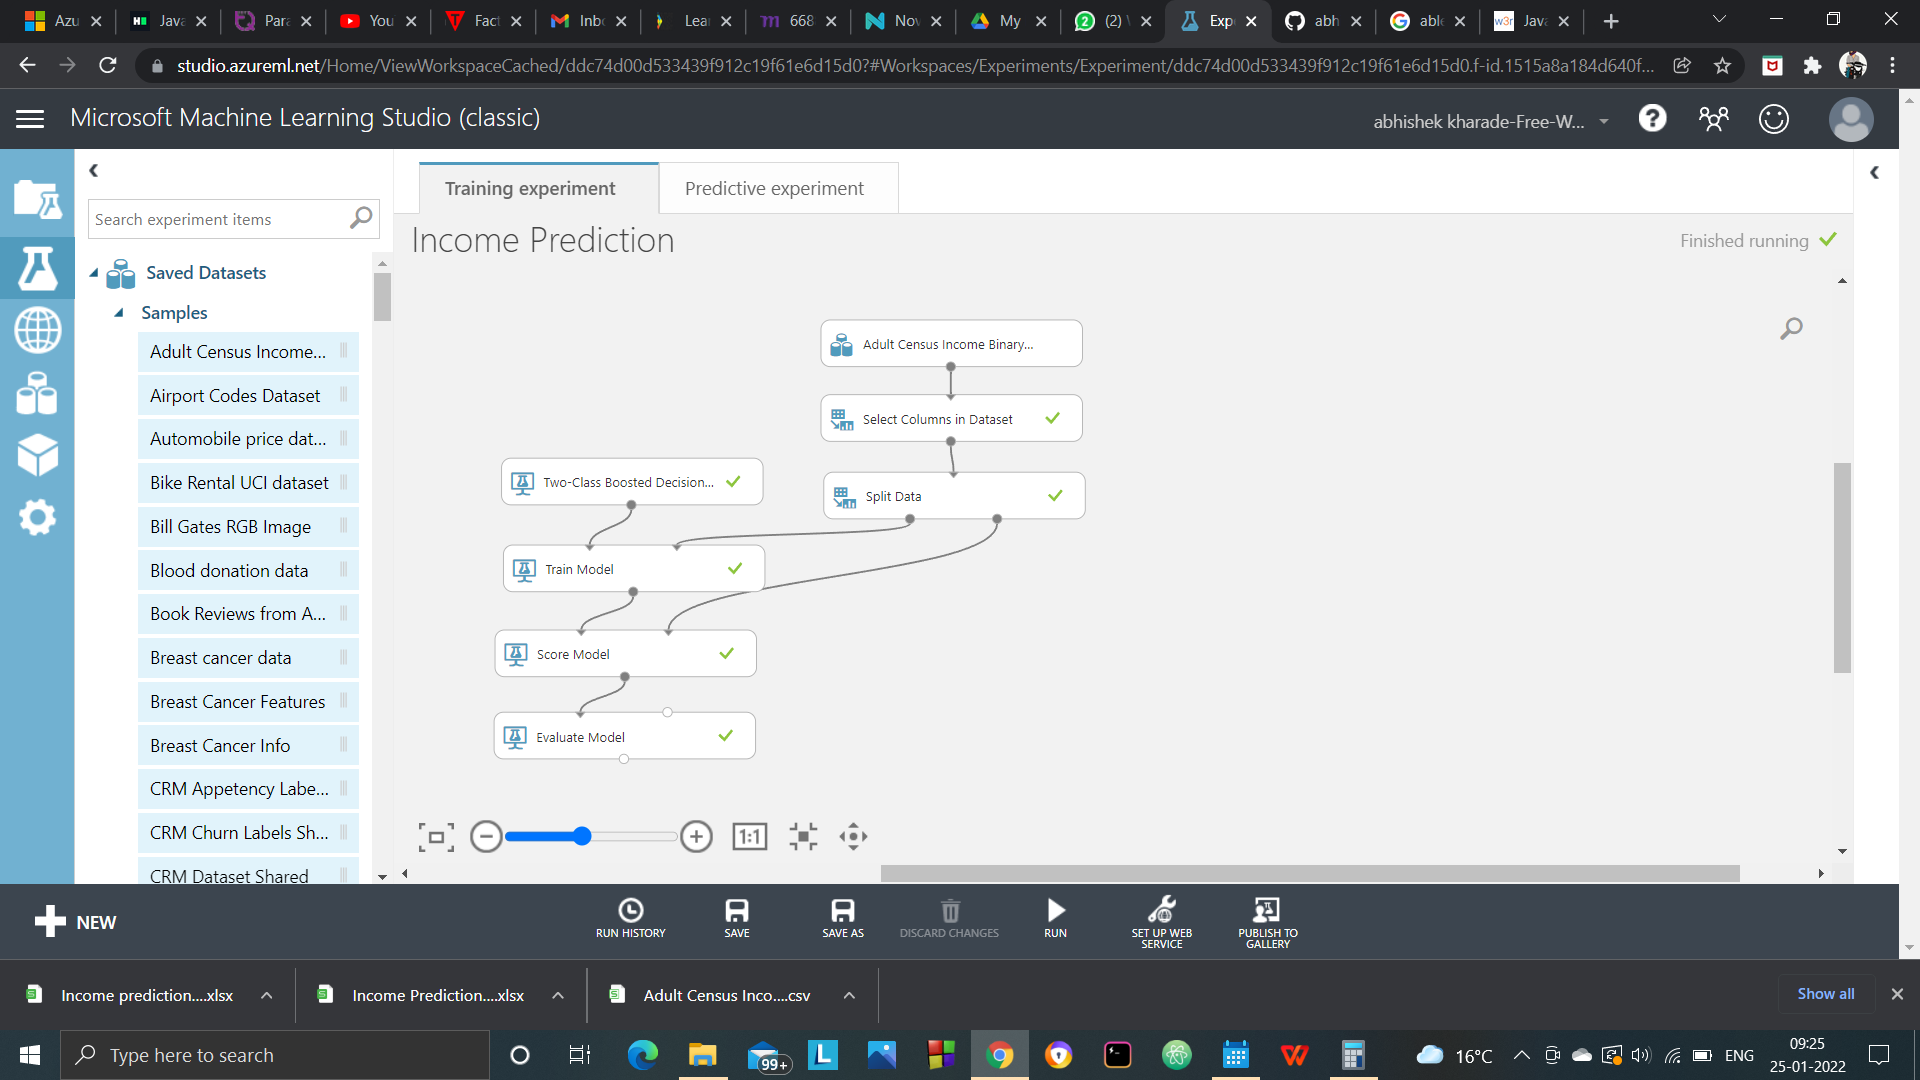 Azu
Java
Para
You
Fact
Inb
Lear
668
Nov
My
(2)
Exp
abh
able
w3r Java
studio.azureml.net/Home/ViewWorkspaceCached/ddc74d00d533439f912c19f61e6d15d0?#Workspaces/Experiments/Experiment/ddc74d00d533439f912c19f61e6d15d0.f-id.1515a8a184d640f...
Microsoft Machine Learning Studio (classic)
abhishek kharade-Free-W...
Training experiment
Predictive experiment
Search experiment items
Income Prediction
Finished running
Saved Datasets
Samples
Adult Census Income...
Airport Codes Dataset
Automobile price dat...
Bike Rental UCI dataset
Bill Gates RGB Image
Blood donation data
Book Reviews from A...
Breast cancer data
Breast Cancer Features
Breast Cancer Info
CRM Appetency Labe...
CRM Churn Labels Sh...
CRM Dataset Shared
Adult Census Income Binary...
Select Columns in Dataset
Two-Class Boosted Decision...
Split Data
Train Model
Score Model
Evaluate Model
1:1
NEW
RUN HISTORY
SAVE
SAVE AS
DISCARD CHANGES
RUN
SET UP WEB
SERVICE
PUBLISH TO
GALLERY
Income prediction....xlsx
Income Prediction....xlsx
Adult Census Inco....csv
Show all
Type here to search
99+
L
16°C
ENG
09:25
25-01-2022